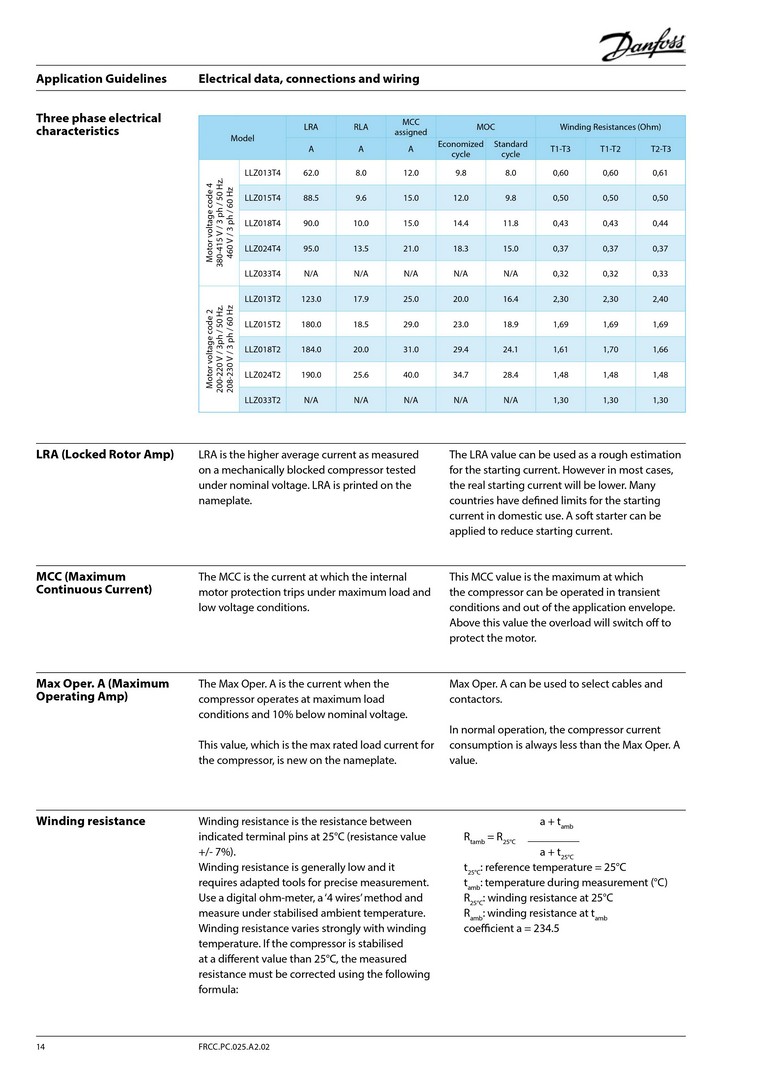 Danfoss
Application Guidelines Electrical data, connections and wiring
Three phase electrical
characteristics
Model LRA RLA MCC assigned MOC Winding Resistances (Ohm)
A A A Economized cycle Standard cycle T1-T3 T1-T2 T2-T3
Motor voltage code 4
380-415 V / 3 ph / 50 Hz.
460 V / 3 ph / 60 Hz
LLZ013T4 62.0 8.0 12.0 9.8 8.0 0,60 0,60 0,61
LLZ015T4 88.5 9.6 15.0 12.0 9.8 0,50 0,50 0,50
LLZ018T4 90.0 10.0 15.0 14.4 11.8 0,43 0,43 0,44
LLZ024T4 95.0 13.5 21.0 18.3 15.0 0,37 0,37 0,37
LLZ033T4 N/A N/A N/A N/A N/A 0,32 0,32 0,33
Motor voltage code 2
200-220 V / 3ph / 50 Hz.
208-230 V / 3 ph / 60 Hz
LLZ013T2 123.0 17.9 25.0 20.0 16.4 2,30 2,30 2,40
LLZ015T2 180.0 18.5 29.0 23.0 18.9 1,69 1,69 1,69
LLZ018T2 184.0 20.0 31.0 29.4 24.1 1,61 1,70 1,66
LLZ024T2 190.0 25.6 40.0 34.7 28.4 1,48 1,48 1,48
LLZ033T2 N/A N/A N/A N/A N/A 1,30 1,30 1,30
LRA (Locked Rotor Amp)
LRA is the higher average current as measured
on a mechanically blocked compressor tested
under nominal voltage. LRA is printed on the
nameplate.
The LRA value can be used as a rough estimation
for the starting current. However in most cases,
the real starting current will be lower. Many
countries have defined limits for the starting
current in domestic use. A soft starter can be
applied to reduce starting current.
MCC (Maximum
Continuous Current)
The MCC is the current at which the internal
motor protection trips under maximum load and
low voltage conditions.
This MCC value is the maximum at which
the compressor can be operated in transient
conditions and out of the application envelope.
Above this value the overload will switch off to
protect the motor.
Max Oper. A (Maximum
Operating Amp)
The Max Oper. A is the current when the
compressor operates at maximum load
conditions and 10% below nominal voltage.
This value, which is the max rated load current for
the compressor, is new on the nameplate.
Max Oper. A can be used to select cables and
contactors.
In normal operation, the compressor current
consumption is always less than the Max Oper. A
value.
Winding resistance
Winding resistance is the resistance between
indicated terminal pins at 25°C (resistance value
+/- 7%).
Winding resistance is generally low and it
requires adapted tools for precise measurement.
Use a digital ohm-meter, a ‘4 wires’ method and
measure under stabilised ambient temperature.
Winding resistance varies strongly with winding
temperature. If the compressor is stabilised
at a different value than 25°C, the measured
resistance must be corrected using the following
formula:
a + tamb
Rtamb = R25°C
a + t25°C
t25°C: reference temperature = 25°C
tamb: temperature during measurement (°C)
R25°C: winding resistance at 25°C
Ramb: winding resistance at tamb
coefficient a = 234.5
14 FRCC.PC.025.A2.02